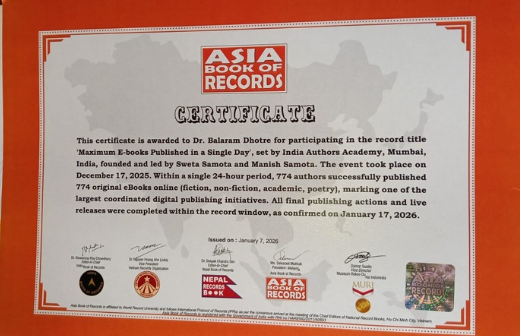 ASIA
BOOK OF
RECORDS
CERTIFICATE
This certificate is awarded to Dr. Balaram Dhotre for participating in the record title
'Maximum E-books Published in a Single Day', set by India Authors Academy, Mumbai,
India, founded and led by Sweta Samota and Manish Samota. The event took place on
December 17, 2025. Within a single 24-hour period, 774 authors successfully published
774 original eBooks online (fiction, non-fiction, academic, poetry), marking one of the
largest coordinated digital publishing initiatives. All final publishing actions and live
releases were completed within the record window, as confirmed on January 17, 2026.
Issued on : January 7, 2026
NEPAL
RECORDS
ASIA
BOOK OF
RECORDS
MURI